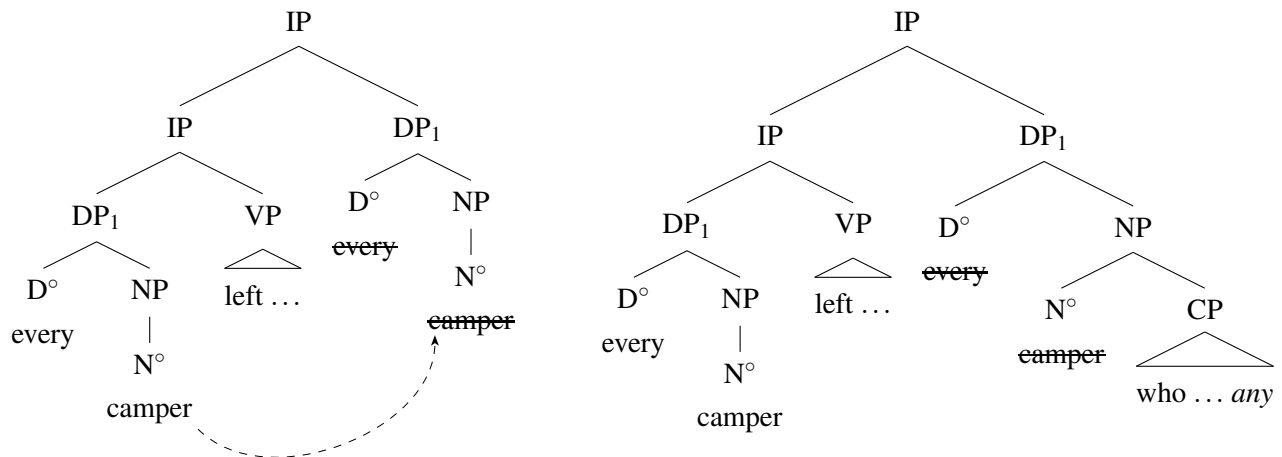 IP IP
IP DP₁ IP DP₁
DP₁ VP D° NP DP₁ VP D° NP
D° NP left … every N° D° NP left … every N° CP
every N° camper every N° camper who … any
camper camper